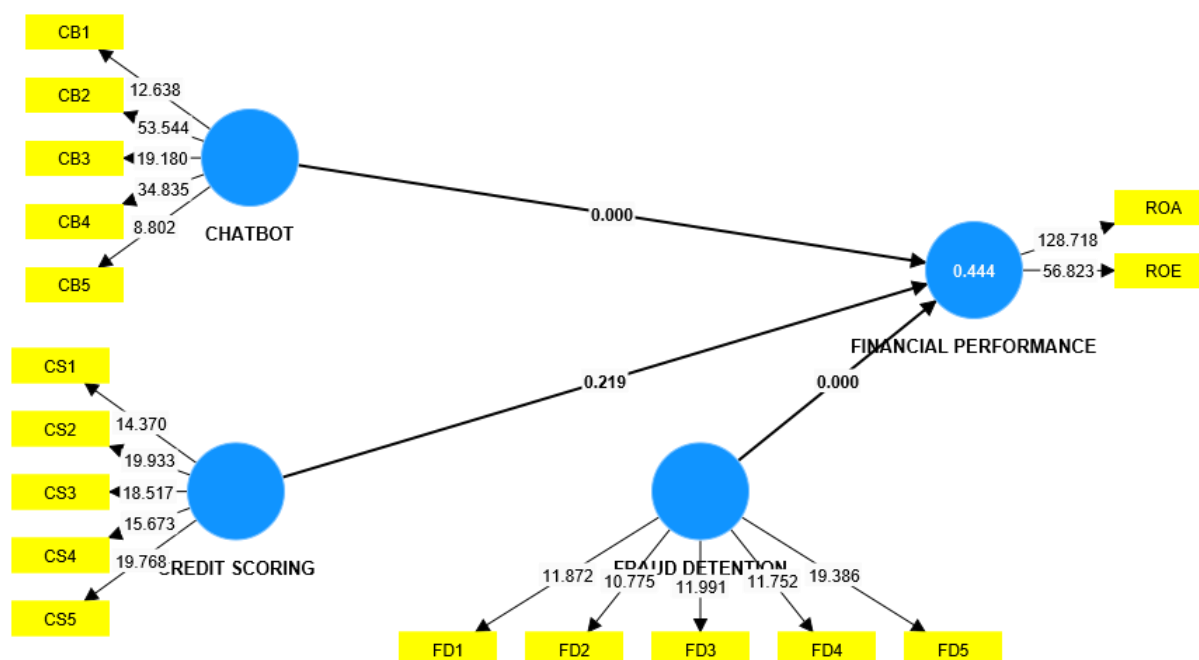 CB1
12.638
CB2
53.544
CB3
19.180
CB4
34.835
CB5
8.802
CHATBOT
0.000
ROA
128.718
0.444
56.823
ROE
FINANCIAL PERFORMANCE
CS1
14.370
CS2
19.933
CS3
18.517
CS4
15.673
CS5
19.768
CREDIT SCORING
0.219
0.000
FRAUD DETENTION
11.872
10.775
11.991
11.752
19.386
FD1
FD2
FD3
FD4
FD5